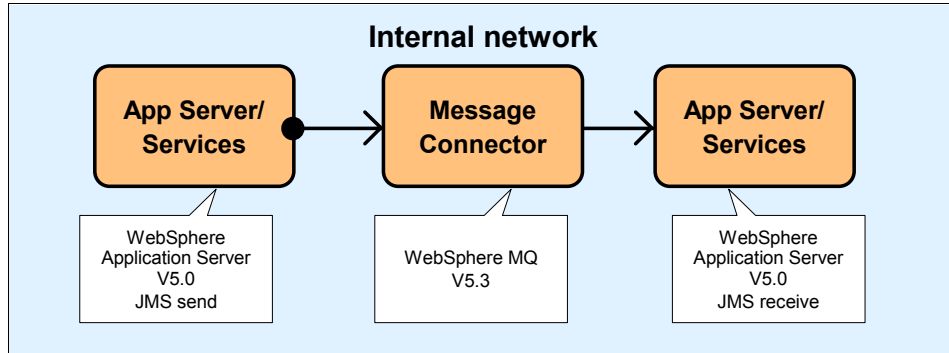 Internal network
App Server/
Services
Message
Connector
App Server/
Services
WebSphere
Application Server
V5.0
JMS send
WebSphere MQ
V5.3
WebSphere
Application Server
V5.0
JMS receive